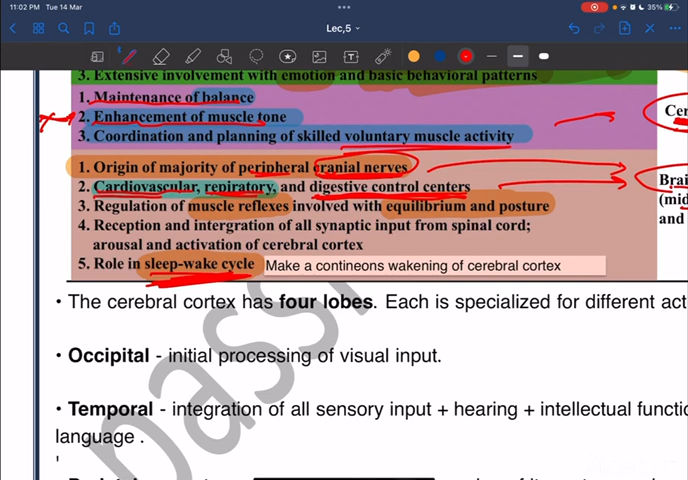 11:02 PM Tue 14 Mar
35%
Lec,5
3. Extensive involvement with emotion and basic behavioral patterns
1. Maintenance of balance
2. Enhancement of muscle tone
3. Coordination and planning of skilled voluntary muscle activity
Cer
1. Origin of majority of peripheral cranial nerves
2. Cardiovascular, repiratory, and digestive control centers
3. Regulation of muscle reflexes involved with equilibrium and posture
4. Reception and intergration of all synaptic input from spinal cord;
arousal and activation of cerebral cortex
5. Role in sleep-wake cycle Make a contineons wakening of cerebral cortex
Brai
(mid
and
• The cerebral cortex has four lobes. Each is specialized for different act
• Occipital - initial processing of visual input.
• Temporal - integration of all sensory input + hearing + intellectual functio
language .